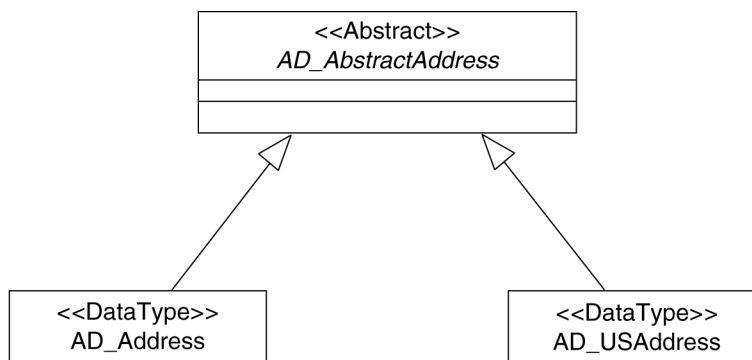 <<Abstract>>
AD_AbstractAddress
<<DataType>>
AD_Address
<<DataType>>
AD_USAddress